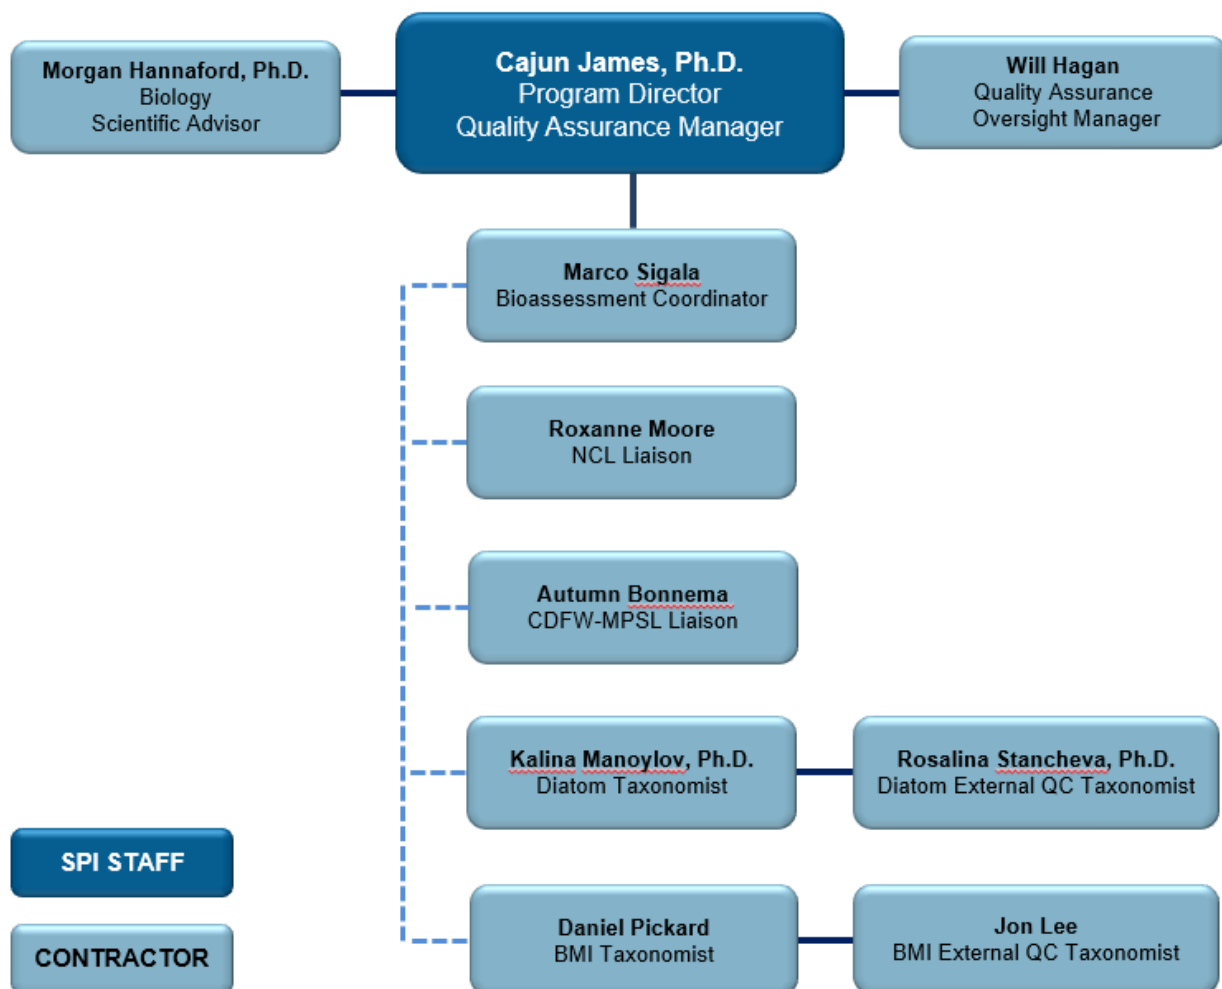 Morgan Hannaford, Ph.D.
Biology
Scientific Advisor
Cajun James, Ph.D.
Program Director
Quality Assurance Manager
Will Hagan
Quality Assurance
Oversight Manager
Marco Sigala
Bioassessment Coordinator
Roxanne Moore
NCL Liaison
Autumn Bonnema
CDFW-MPSL Liaison
Kalina Manoylov, Ph.D.
Diatom Taxonomist
Rosalina Stancheva, Ph.D.
Diatom External QC Taxonomist
Daniel Pickard
BMI Taxonomist
Jon Lee
BMI External QC Taxonomist
SPI STAFF
CONTRACTOR